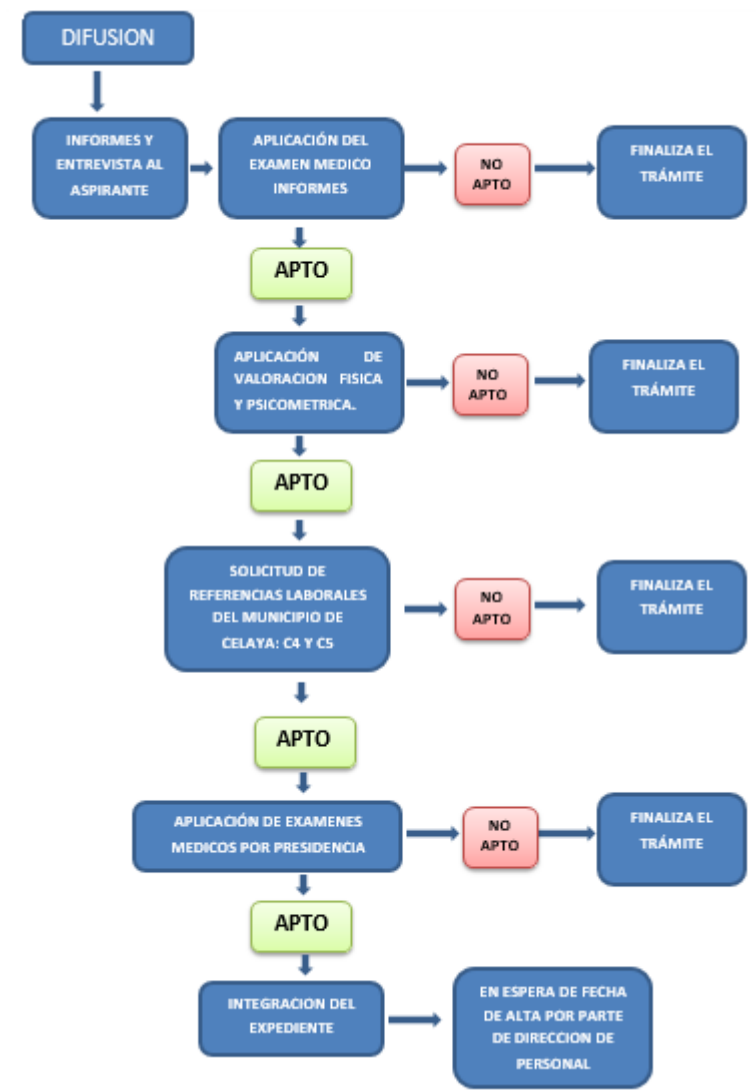 DIFUSION
INFORMES Y
ENTREVISTA AL
ASPIRANTE
APLICACIÓN DEL
EXAMEN MEDICO
INFORMES
NO
APTO
FINALIZA EL
TRÁMITE
APTO
APLICACIÓN DE
VALORACION FISICA
Y PSICOMETRICA.
NO
APTO
FINALIZA EL
TRÁMITE
APTO
SOLICITUD DE
REFERENCIAS LABORALES
DEL MUNICIPIO DE
CELAYA: C4 Y C5
NO
APTO
FINALIZA EL
TRÁMITE
APTO
APLICACIÓN DE EXAMENES
MEDICOS POR PRESIDENCIA
NO
APTO
FINALIZA EL
TRÁMITE
APTO
INTEGRACION DEL
EXPEDIENTE
EN ESPERA DE FECHA
DE ALTA POR PARTE
DE DIRECCION DE
PERSONAL